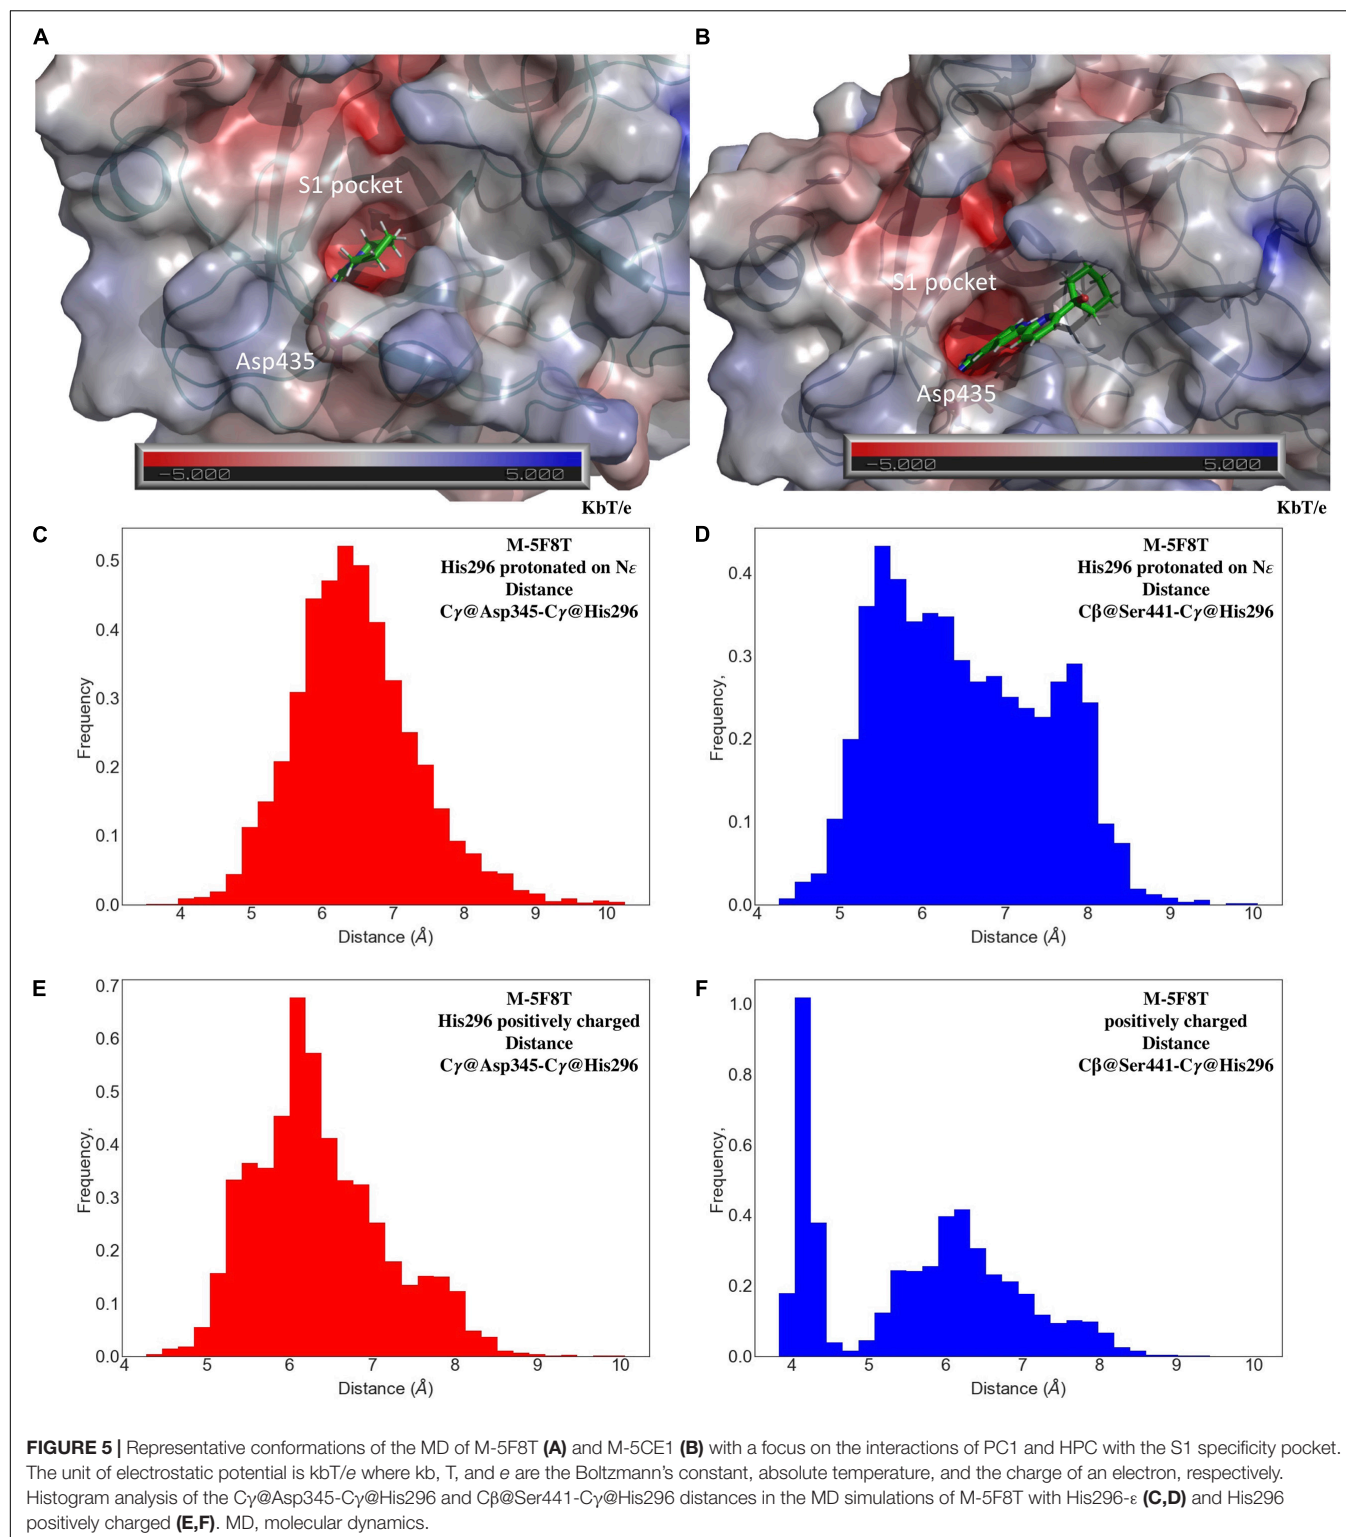 A
B
S1 pocket
Asp435
-5.000 5.000
KbT/e
S1 pocket
Asp435
-5.000 5.000
KbT/e
C
M-5F8T
His296 protonated on Nε
Distance
Cγ@Asp345-Cγ@His296
Frequency
0.5
0.4
0.3
0.2
0.1
0.0
4 5 6 7 8 9 10
Distance (Å)
D
M-5F8T
His296 protonated on Nε
Distance
Cβ@Ser441-Cγ@His296
Frequency,
0.4
0.3
0.2
0.1
0.0
4 5 6 7 8 9 10
Distance (Å)
E
M-5F8T
His296 positively charged
Distance
Cγ@Asp345-Cγ@His296
Frequency,
0.7
0.6
0.5
0.4
0.3
0.2
0.1
0.0
4 5 6 7 8 9 10
Distance (Å)
F
M-5F8T
positively charged
Distance
Cβ@Ser441-Cγ@His296
Frequency,
1.0
0.8
0.6
0.4
0.2
0.0
4 5 6 7 8 9 10
Distance (Å)
FIGURE 5 | Representative conformations of the MD of M-5F8T (A) and M-5CE1 (B) with a focus on the interactions of PC1 and HPC with the S1 specificity pocket.
The unit of electrostatic potential is kbT/e where kb, T, and e are the Boltzmann's constant, absolute temperature, and the charge of an electron, respectively.
Histogram analysis of the Cγ@Asp345-Cγ@His296 and Cβ@Ser441-Cγ@His296 distances in the MD simulations of M-5F8T with His296-ε (C,D) and His296
positively charged (E,F). MD, molecular dynamics.